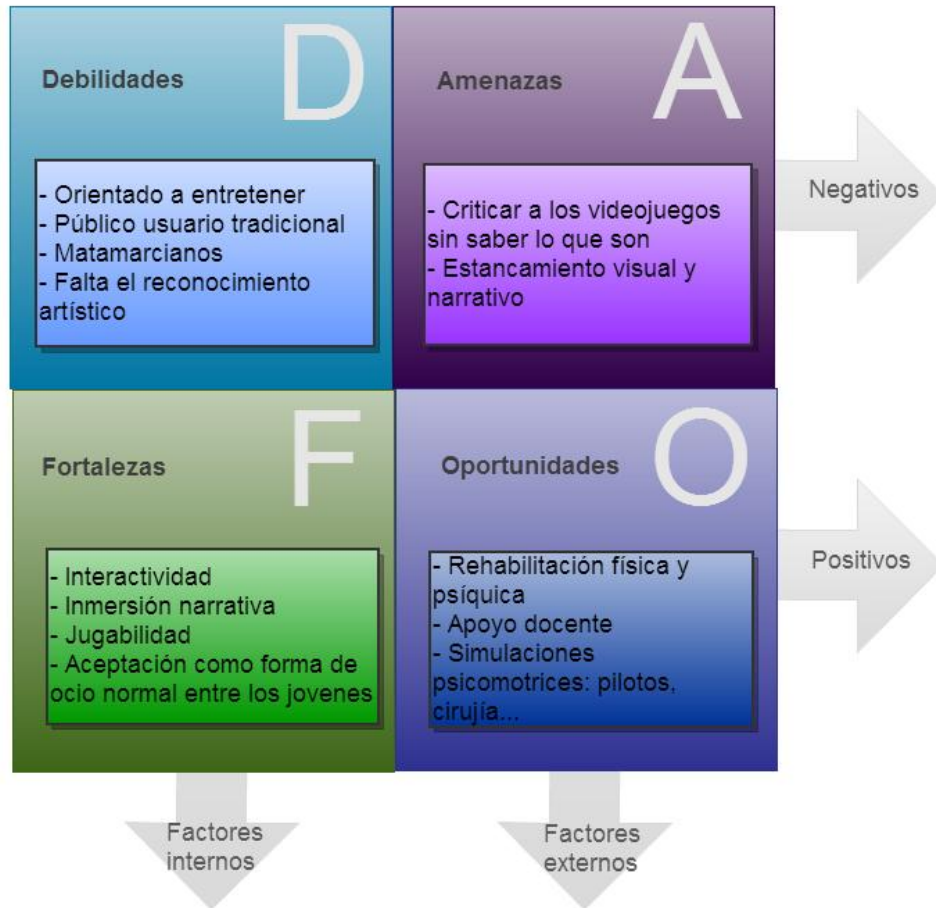 D
Debilidades
- Orientado a entretener
- Público usuario tradicional
- Matamarcianos
- Falta el reconocimiento
artístico
A
Amenazas
- Criticar a los videojuegos
sin saber lo que son
- Estancamiento visual y
narrativo
Negativos
F
Fortalezas
- Interactividad
- Inmersión narrativa
- Jugabilidad
- Aceptación como forma de
ocio normal entre los jovenes
O
Oportunidades
- Rehabilitación física y
psíquica
- Apoyo docente
- Simulaciones
psicomotrices: pilotos,
cirujía...
Positivos
Factores
internos
Factores
externos